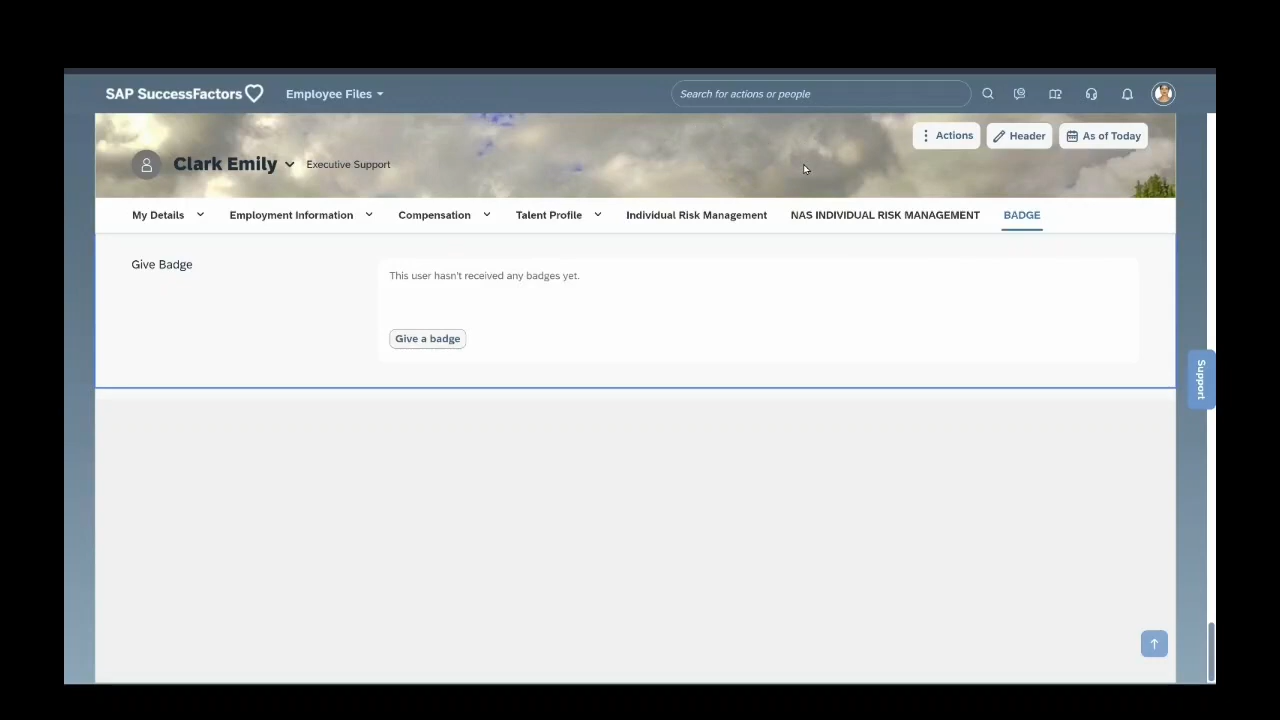 SAP SuccessFactors Employee Files Search for actions or people
Actions Header As of Today
Clark Emily Executive Support
My Details Employment Information Compensation Talent Profile Individual Risk Management NAS INDIVIDUAL RISK MANAGEMENT BADGE
Give Badge
This user hasn't received any badges yet.
Give a badge
Support